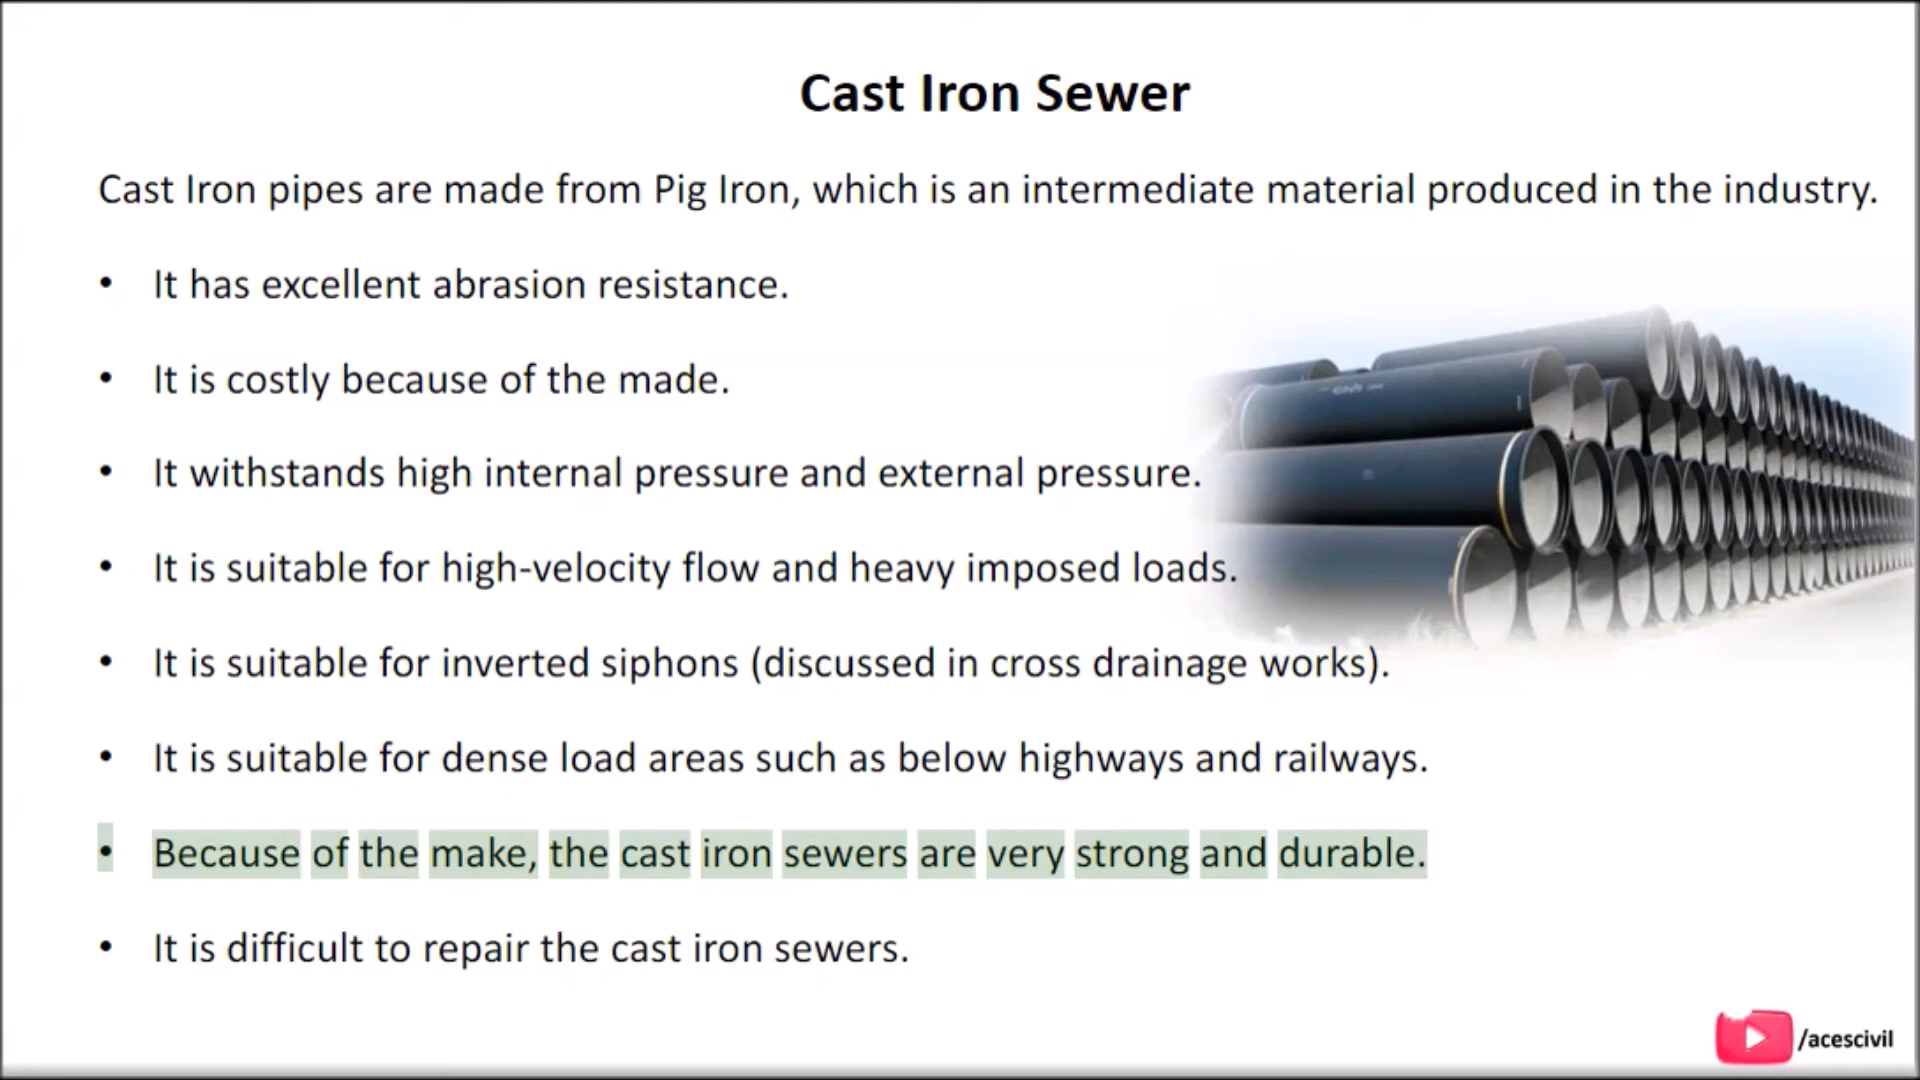 Cast Iron Sewer
Cast Iron pipes are made from Pig Iron, which is an intermediate material produced in the industry.
• It has excellent abrasion resistance.
• It is costly because of the made.
• It withstands high internal pressure and external pressure.
• It is suitable for high-velocity flow and heavy imposed loads.
• It is suitable for inverted siphons (discussed in cross drainage works).
• It is suitable for dense load areas such as below highways and railways.
• Because of the make, the cast iron sewers are very strong and durable.
• It is difficult to repair the cast iron sewers.
/acescivil